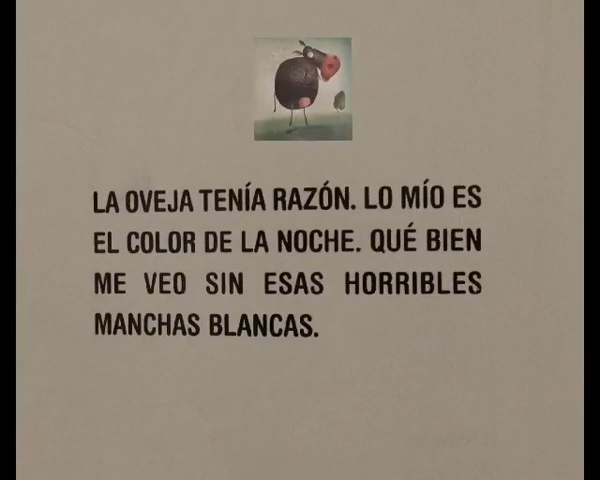 LA OVEJA TENÍA RAZÓN. LO MÍO ES
EL COLOR DE LA NOCHE. QUÉ BIEN
ME VEO SIN ESAS HORRIBLES
MANCHAS BLANCAS.